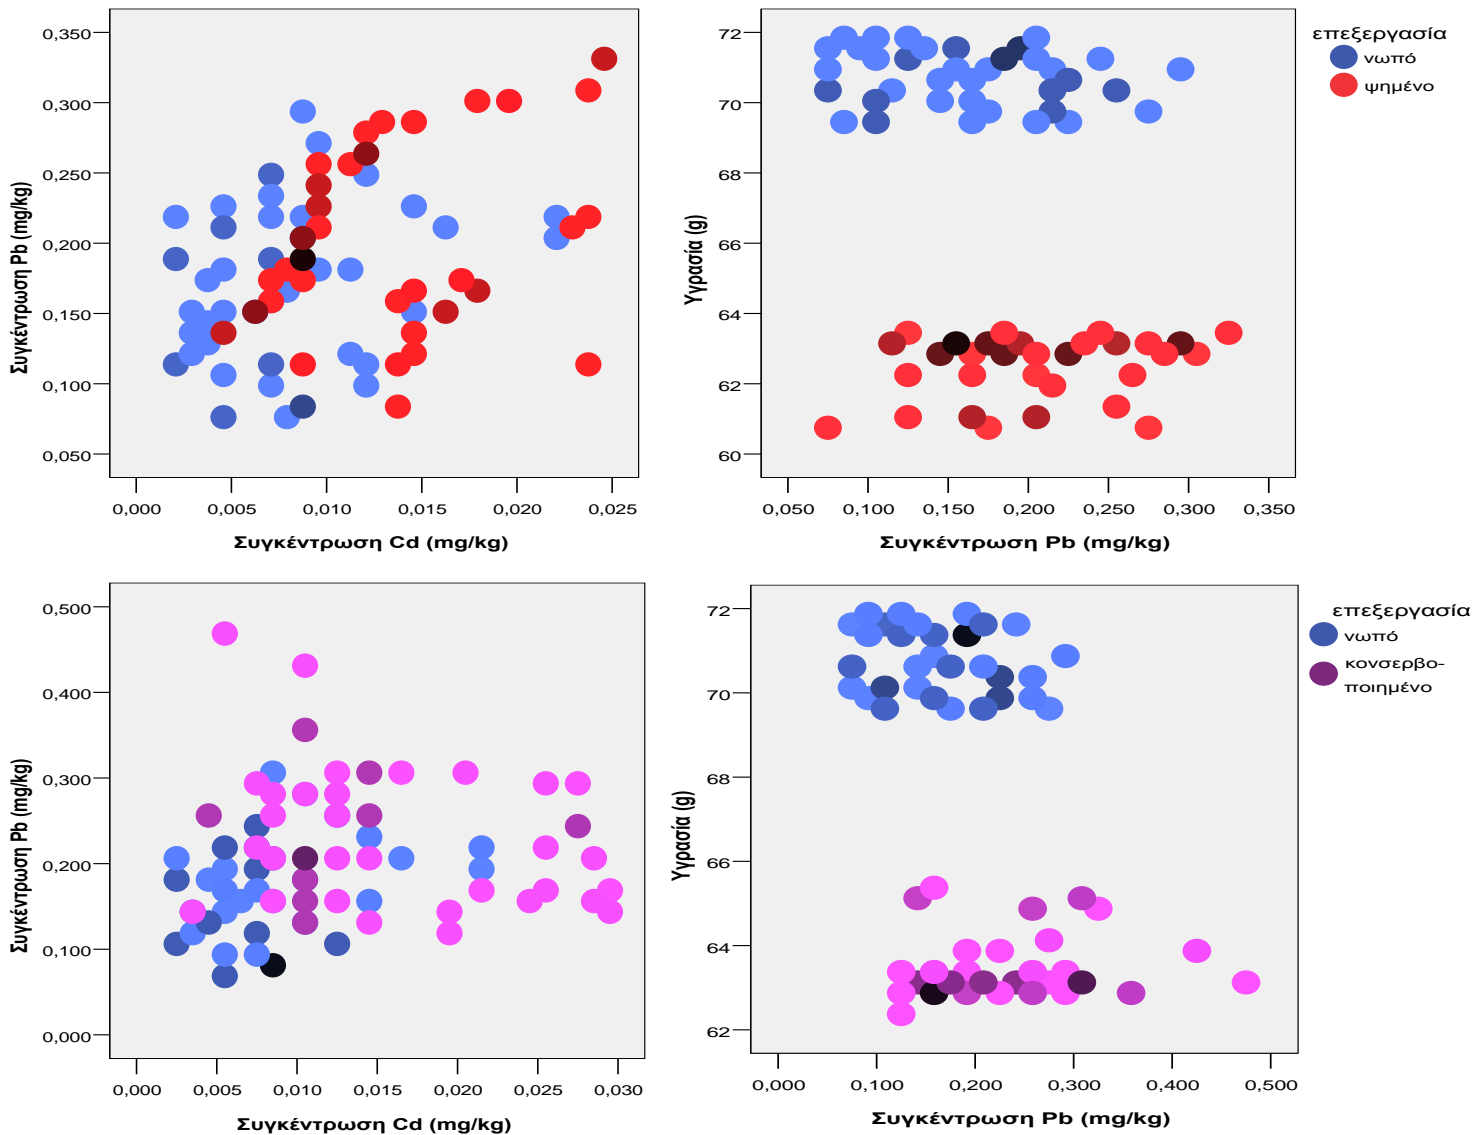 0,350
0,300
0,250
0,200
0,150
0,100
0,050
Συγκέντρωση Pb (mg/kg)
0,000 0,005 0,010 0,015 0,020 0,025
Συγκέντρωση Cd (mg/kg)
72
70
68
66
64
62
60
Υγρασία (g)
0,050 0,100 0,150 0,200 0,250 0,300 0,350
Συγκέντρωση Pb (mg/kg)
επεξεργασία
νωπό
ψημένο
0,500
0,400
0,300
0,200
0,100
0,000
Συγκέντρωση Pb (mg/kg)
0,000 0,005 0,010 0,015 0,020 0,025 0,030
Συγκέντρωση Cd (mg/kg)
72
70
68
66
64
62
Υγρασία (g)
0,000 0,100 0,200 0,300 0,400 0,500
Συγκέντρωση Pb (mg/kg)
επεξεργασία
νωπό
κονσερβο-
ποιημένο